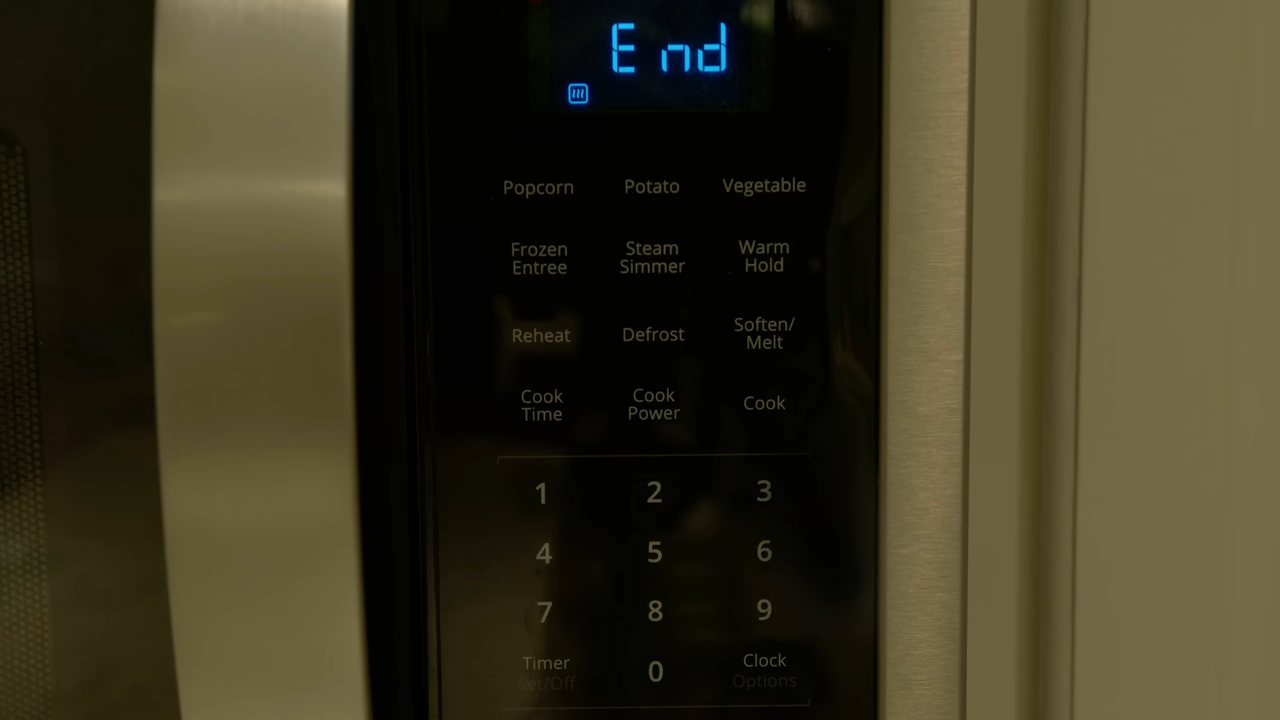 End
Popcorn Potato Vegetable
Frozen Entree
Steam Simmer
Warm Hold
Reheat Defrost Soften/
Melt
Cook Time
Cook Power
Cook
1 2 3
4 5 6
7 8 9
Timer 0 Clock
Set/Off Options